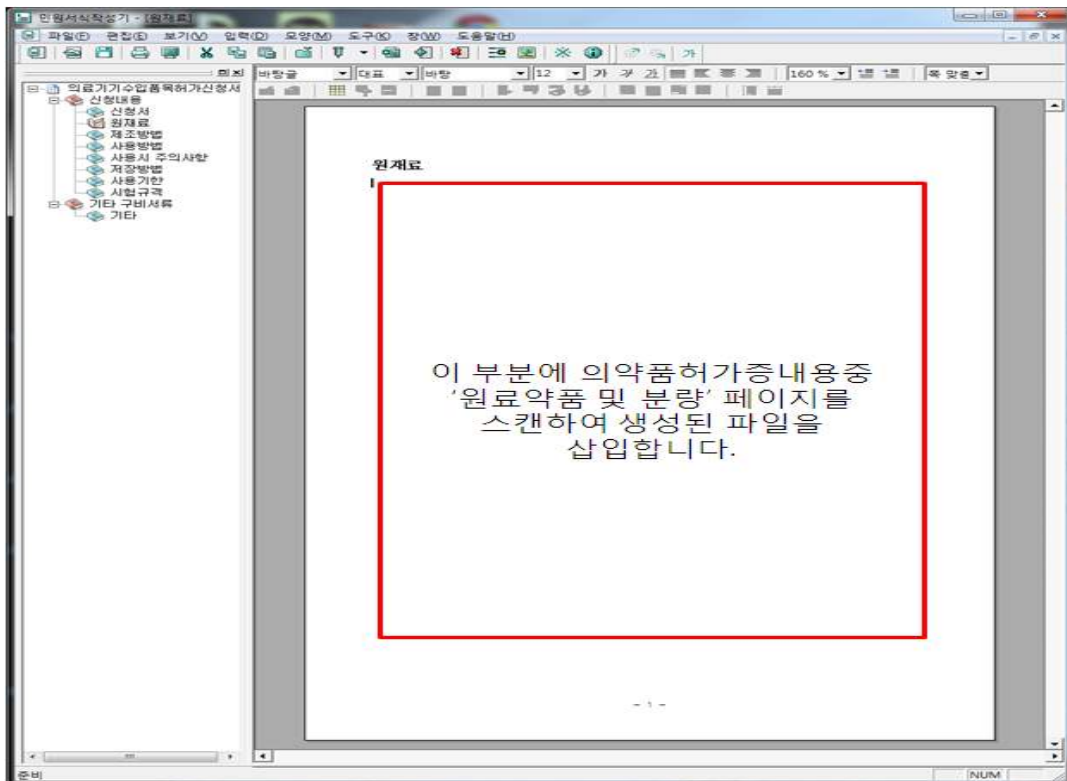 민원서식작성기 - [원재료]
파일(F) 편집(E) 보기(V) 입력(D) 모양(M) 도구(K) 창(W) 도움말(H)
바탕글 대표 바탕 12 가 가 가 160 % 폭 맞춤
의료기기수입품목허가신청서
신청내용
신청서
원재료
제조방법
사용방법
사용시 주의사항
저장방법
사용기한
시험규격
기타 구비서류
기타
원재료
이 부분에 의약품허가증내용중
‘원료약품 및 분량’ 페이지를
스캔하여 생성된 파일을
삽입합니다.
- 1 -
준비 NUM